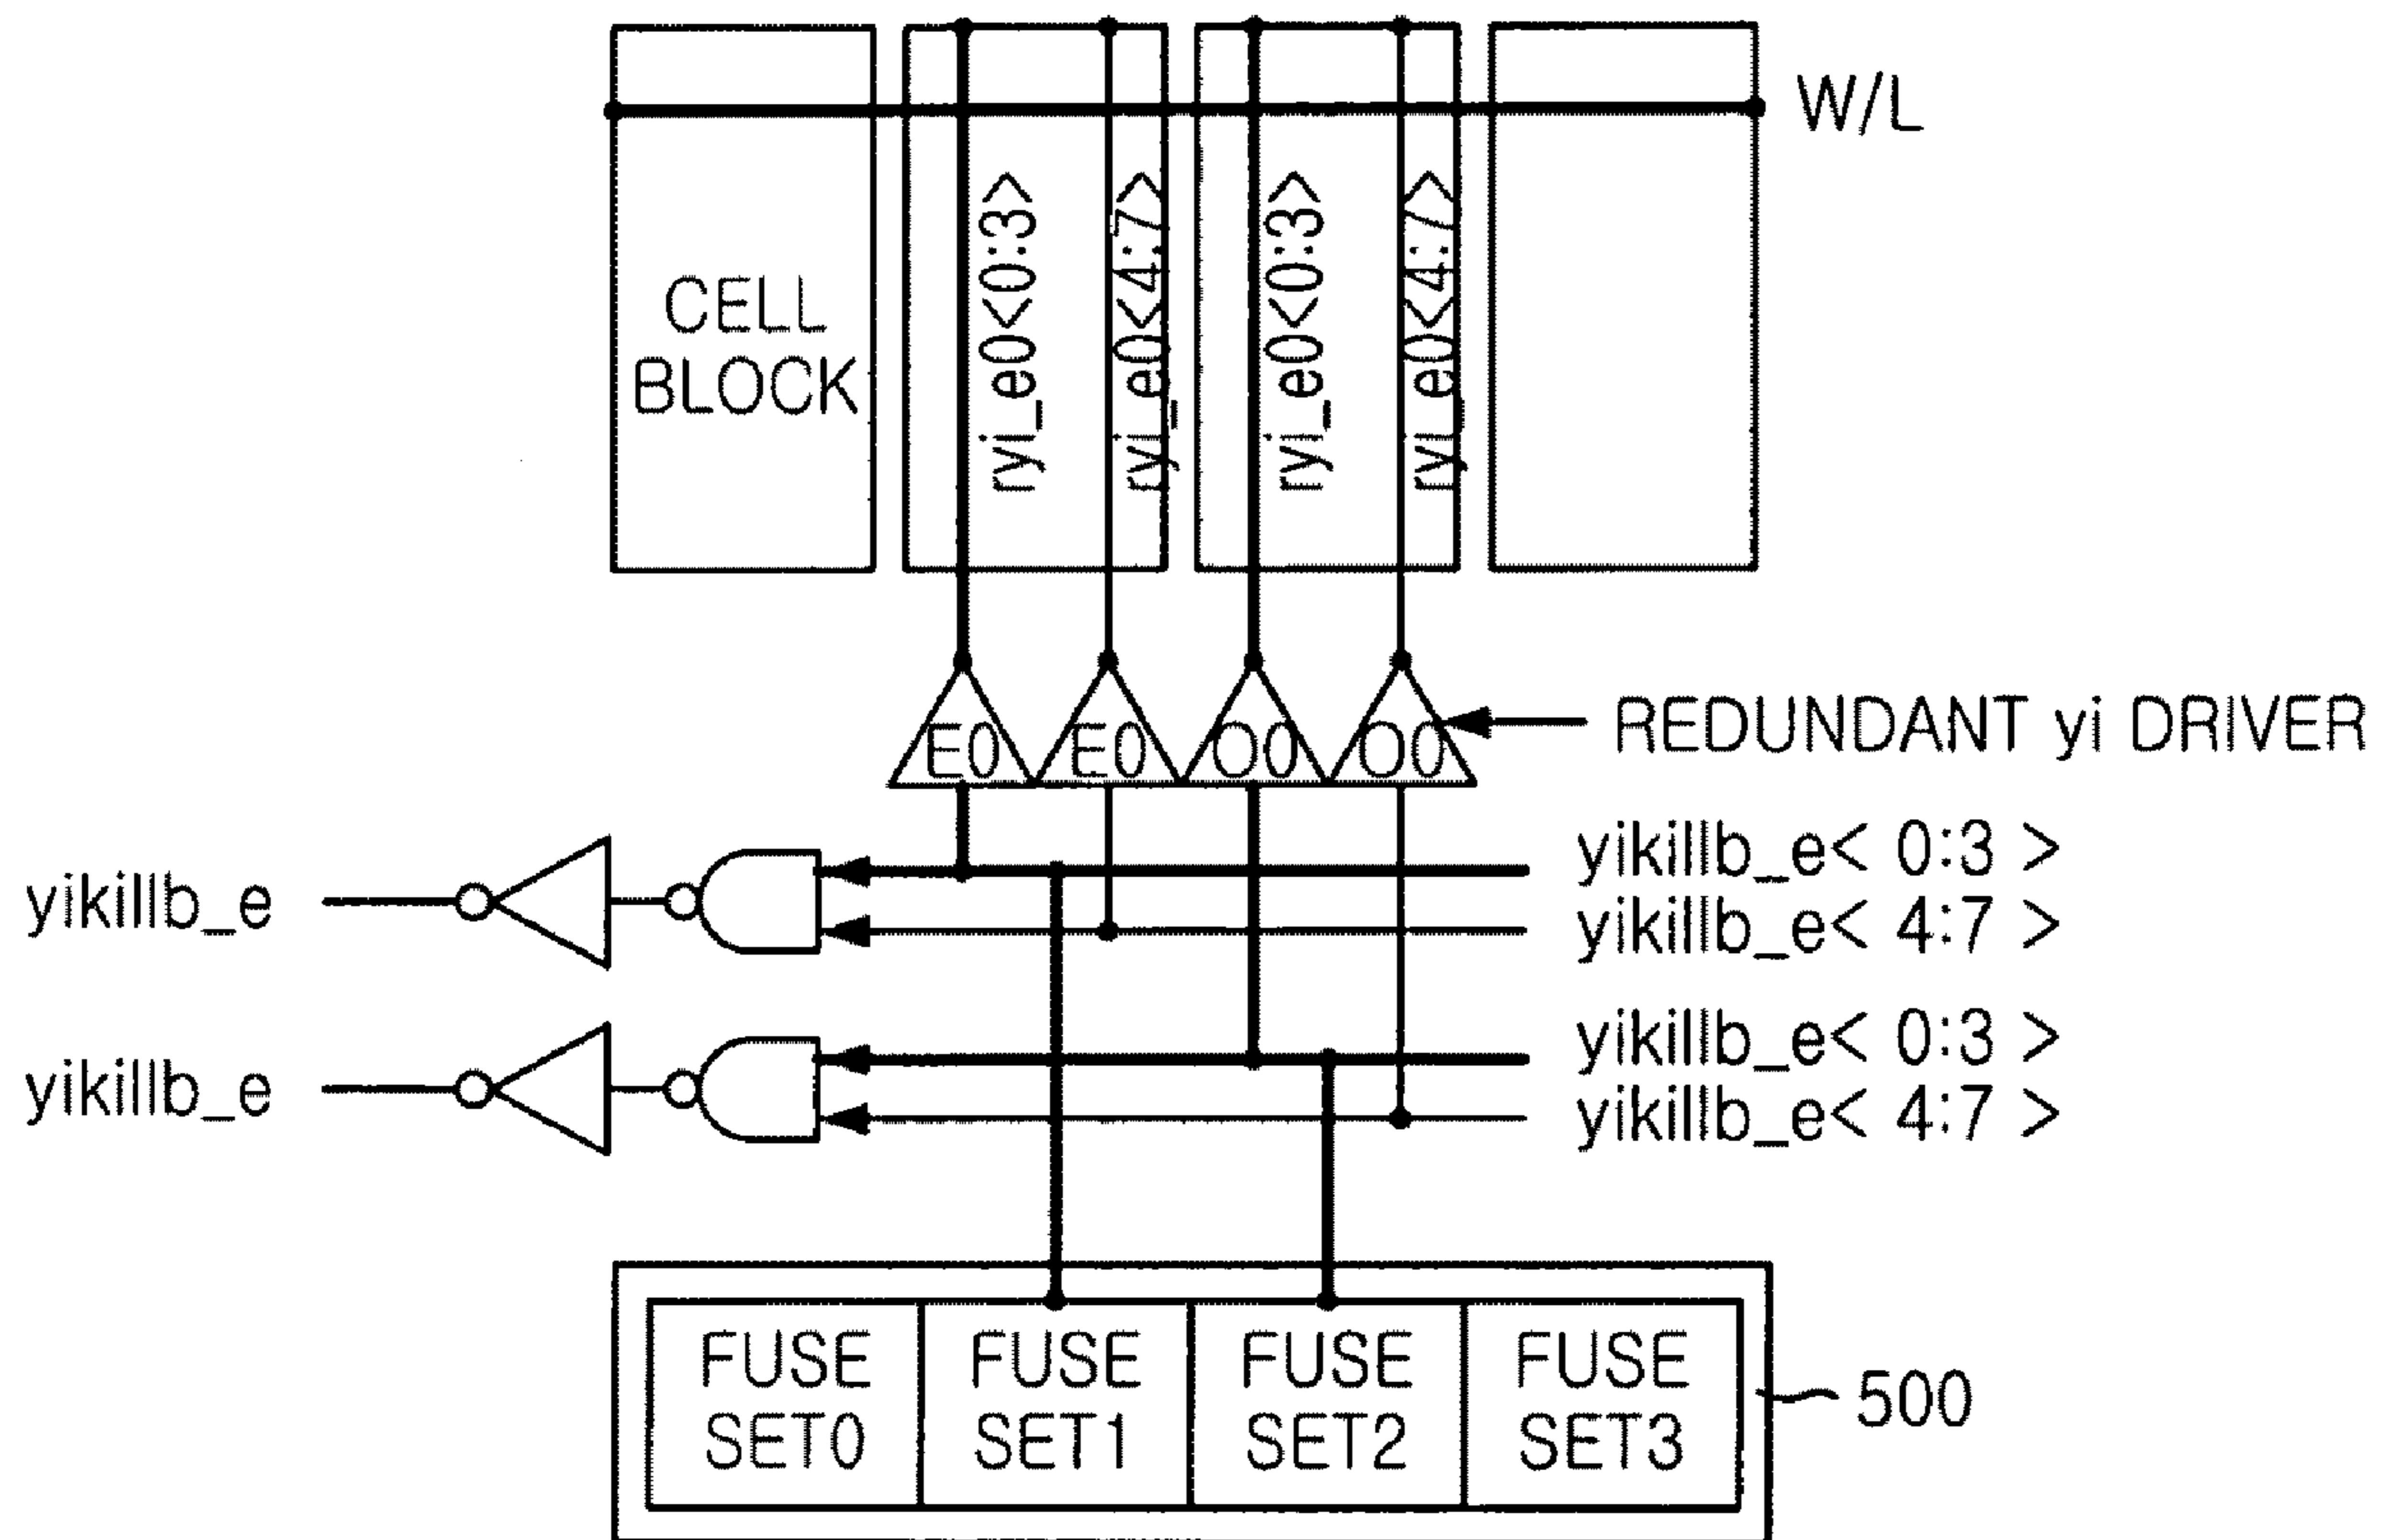 W/L
CELL
BLOCK
ryi_e0<0:3>
ryi_e0<4:7>
ryi_e0<0:3>
ryi_e0<4:7>
E0
E0
O0
O0
REDUNDANT yi DRIVER
yikillb_e
yikillb_e< 0:3 >
yikillb_e< 4:7 >
yikillb_e
yikillb_e< 0:3 >
yikillb_e< 4:7 >
FUSE
SET0
FUSE
SET1
FUSE
SET2
FUSE
SET3
500